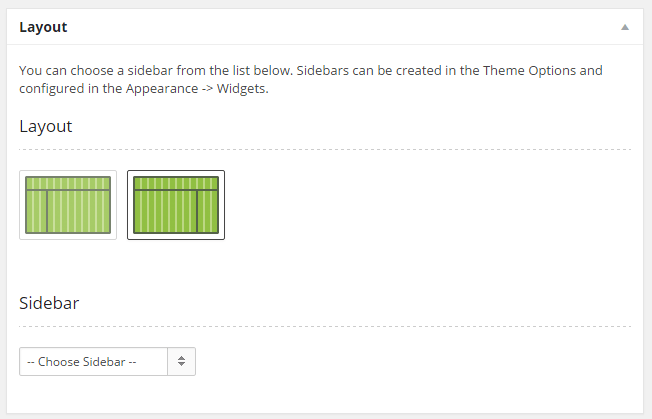 Layout
You can choose a sidebar from the list below. Sidebars can be created in the Theme Options and
configured in the Appearance -> Widgets.
Layout
Sidebar
-- Choose Sidebar --